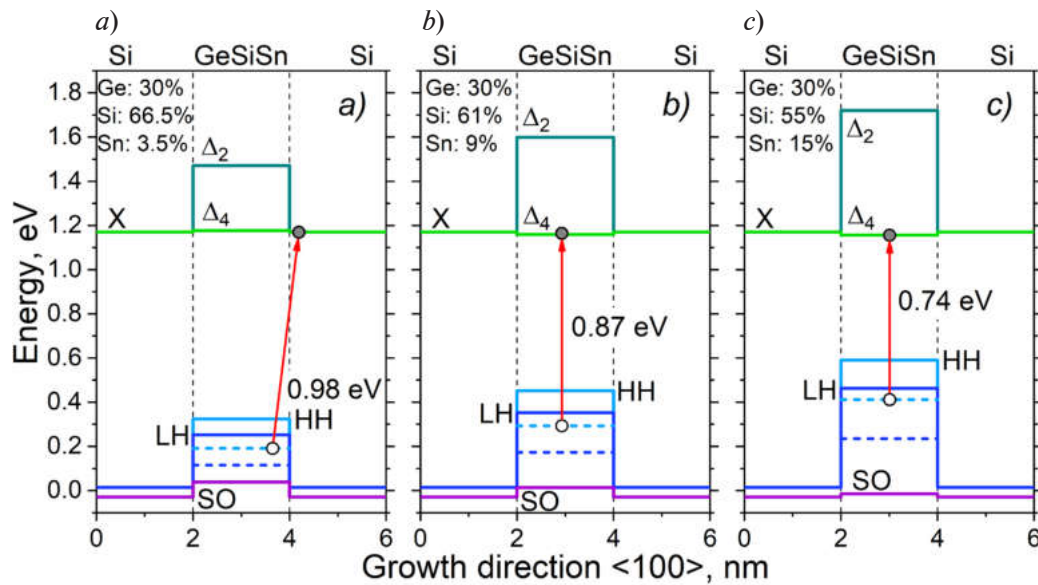 a) b) c)
Si GeSiSn Si Si GeSiSn Si Si GeSiSn Si
Ge: 30%
Si: 66.5%
Sn: 3.5%
a)
Δ2
Δ4
X
0.98 eV
LH
HH
SO
Ge: 30%
Si: 61%
Sn: 9%
b)
Δ2
Δ4
X
0.87 eV
LH
HH
SO
Ge: 30%
Si: 55%
Sn: 15%
c)
Δ2
Δ4
X
0.74 eV
LH
HH
SO
Energy, eV
1.8
1.6
1.4
1.2
1.0
0.8
0.6
0.4
0.2
0.0
0 2 4 6 0 2 4 6 0 2 4 6
Growth direction <100>, nm